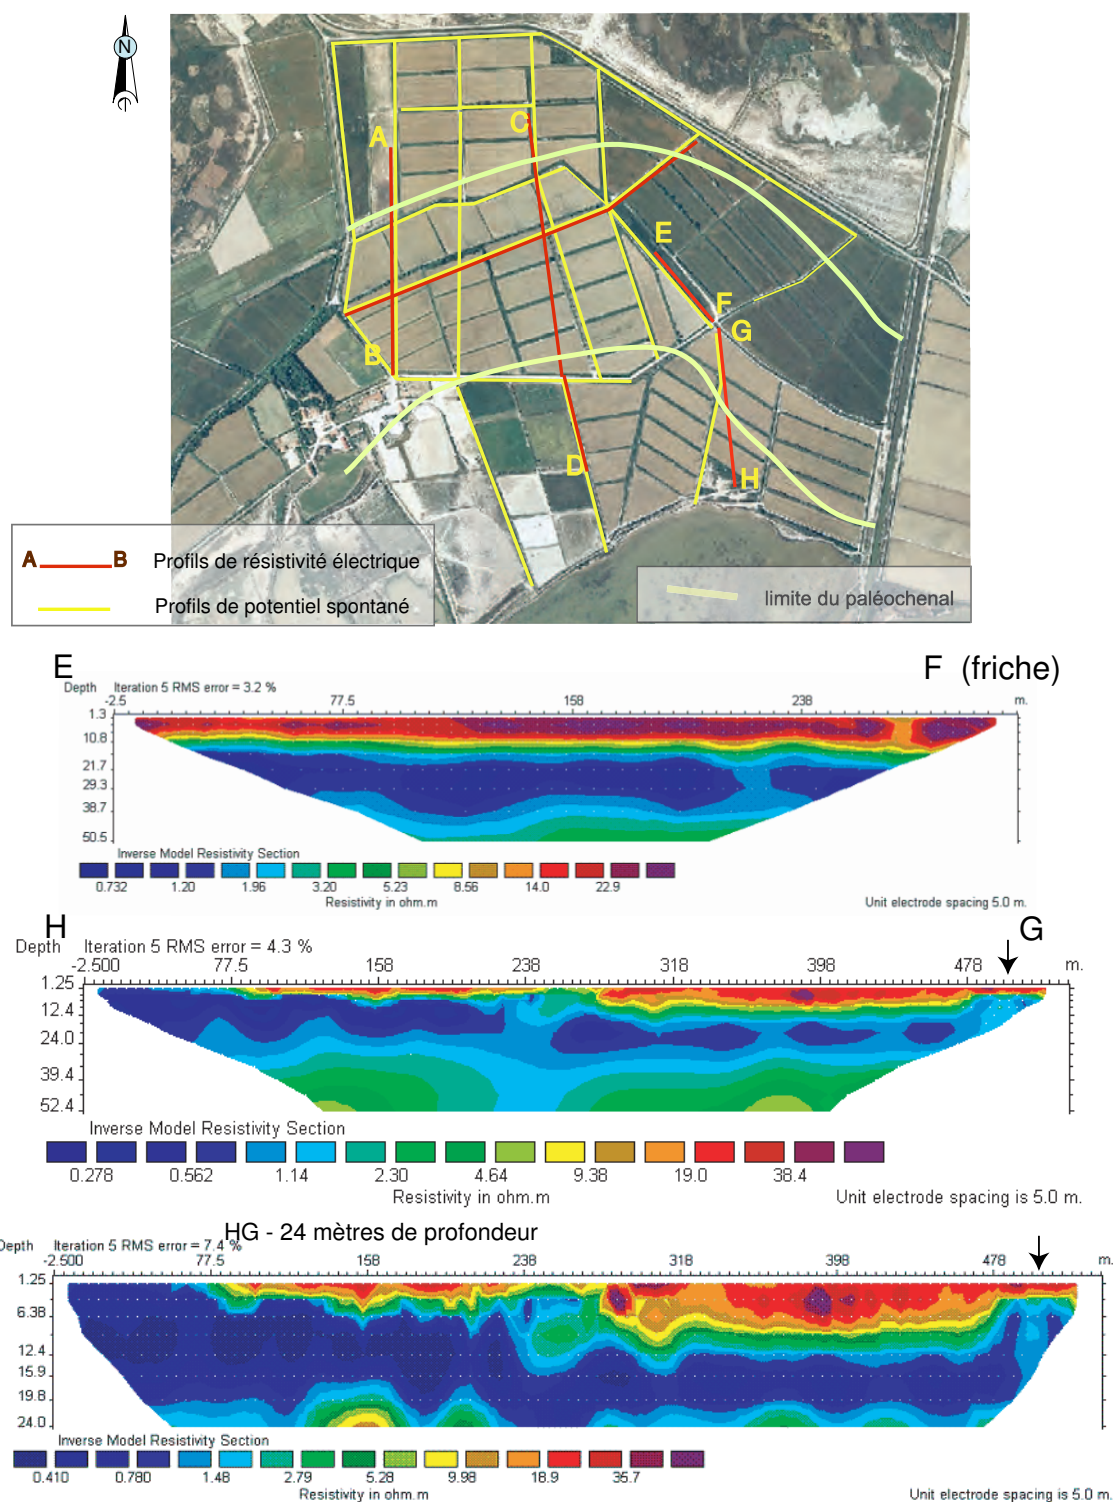 N
A
C
E
F
G
B
D
H
A B Profils de résistivité électrique
Profils de potentiel spontané
limite du paléochenal
E F (friche)
Depth Iteration 5 RMS error = 3.2 %
-2.5 77.5 158 238 m.
1.3
10.8
21.7
29.3
38.7
50.5
Inverse Model Resistivity Section
0.732 1.20 1.96 3.20 5.23 8.56 14.0 22.9
Resistivity in ohm.m
Unit electrode spacing 5.0 m.
H G
Depth Iteration 5 RMS error = 4.3 %
-2.500 77.5 158 238 318 398 478 m.
1.25
12.4
24.0
39.4
52.4
Inverse Model Resistivity Section
0.278 0.562 1.14 2.30 4.64 9.38 19.0 38.4
Resistivity in ohm.m
Unit electrode spacing is 5.0 m.
HG - 24 mètres de profondeur
Depth Iteration 5 RMS error = 7.4 %
-2.500 77.5 158 238 318 398 478 m.
1.25
6.38
12.4
15.9
19.8
24.0
Inverse Model Resistivity Section
0.410 0.780 1.48 2.79 5.28 9.98 18.9 35.7
Resistivity in ohm.m
Unit electrode spacing is 5.0 m.